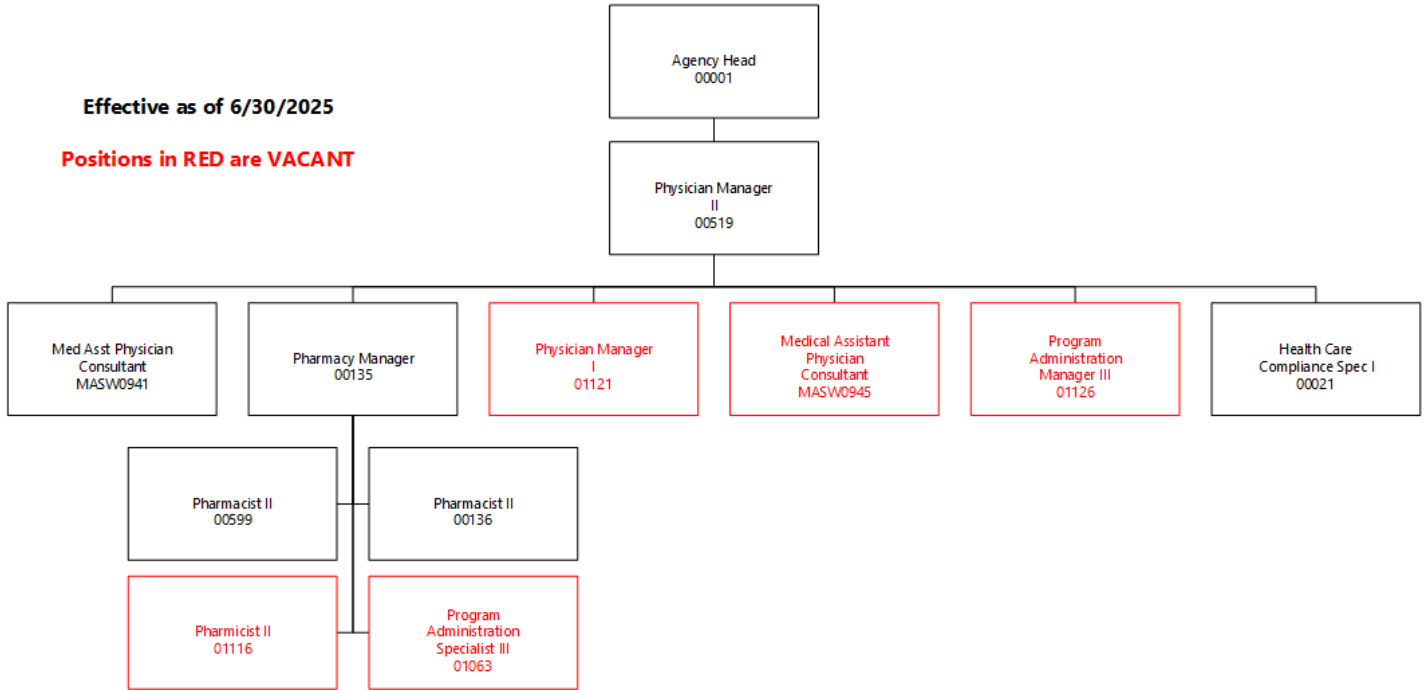 Agency Head
00001
Effective as of 6/30/2025
Positions in RED are VACANT
Physician Manager
II
00519
Med Asst Physician
Consultant
MASW0941
Pharmacy Manager
00135
Physician Manager
I
01121
Medical Assistant
Physician
Consultant
MASW0945
Program
Administration
Manager III
01126
Health Care
Compliance Spec I
00021
Pharmacist II
00599
Pharmacist II
00136
Pharmicist II
01116
Program
Administration
Specialist III
01063